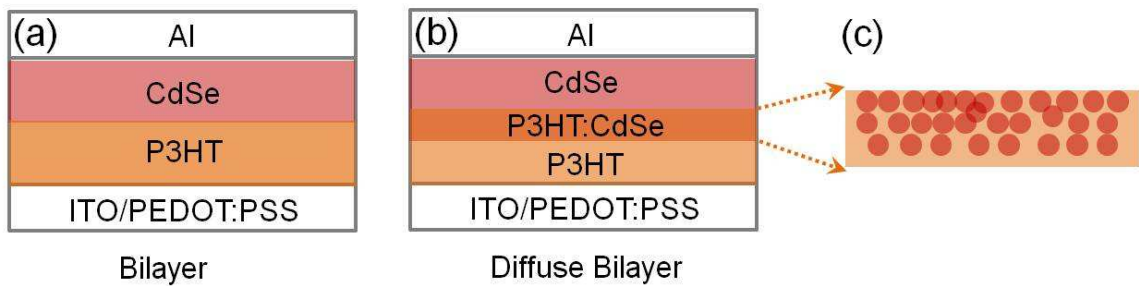 (a)
Al
CdSe
P3HT
ITO/PEDOT:PSS
Bilayer
(b)
Al
CdSe
P3HT:CdSe
P3HT
ITO/PEDOT:PSS
Diffuse Bilayer
(c)